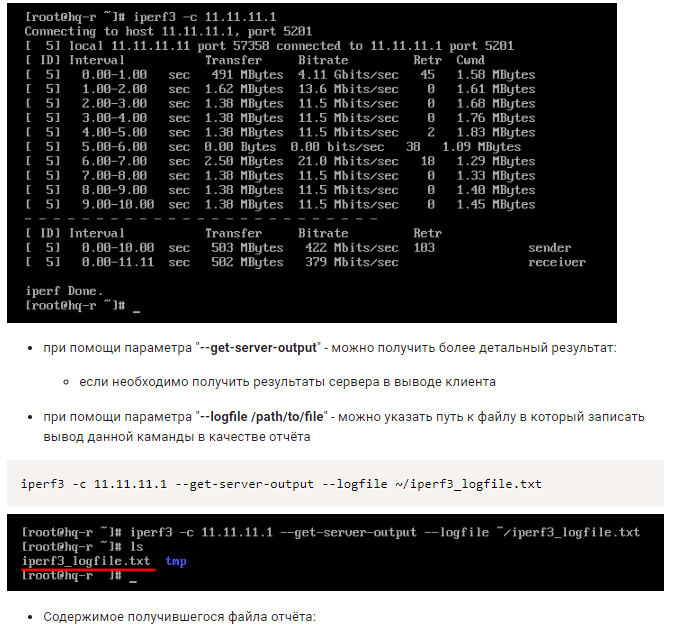 [root@hq-r ~]# iperf3 -c 11.11.11.1
Connecting to host 11.11.11.1, port 5201
[  5] local 11.11.11.11 port 57358 connected to 11.11.11.1 port 5201
[ ID] Interval           Transfer     Bitrate         Retr  Cwnd
[  5]   0.00-1.00   sec   491 MBytes  4.11 Gbits/sec   45   1.58 MBytes
[  5]   1.00-2.00   sec  1.62 MBytes  13.6 Mbits/sec    0   1.61 MBytes
[  5]   2.00-3.00   sec  1.38 MBytes  11.5 Mbits/sec    0   1.68 MBytes
[  5]   3.00-4.00   sec  1.38 MBytes  11.5 Mbits/sec    0   1.76 MBytes
[  5]   4.00-5.00   sec  1.38 MBytes  11.5 Mbits/sec    2   1.83 MBytes
[  5]   5.00-6.00   sec  0.00 Bytes  0.00 bits/sec   38   1.09 MBytes
[  5]   6.00-7.00   sec  2.50 MBytes  21.0 Mbits/sec   18   1.29 MBytes
[  5]   7.00-8.00   sec  1.38 MBytes  11.5 Mbits/sec    0   1.33 MBytes
[  5]   8.00-9.00   sec  1.38 MBytes  11.5 Mbits/sec    0   1.40 MBytes
[  5]   9.00-10.00  sec  1.38 MBytes  11.5 Mbits/sec    0   1.45 MBytes
- - - - - - - - - - - - - - - - - - - - - - - - -
[ ID] Interval           Transfer     Bitrate         Retr
[  5]   0.00-10.00  sec   503 MBytes   422 Mbits/sec  103             sender
[  5]   0.00-11.11  sec   502 MBytes   379 Mbits/sec                  receiver
iperf Done.
[root@hq-r ~]# _
• при помощи параметра "--get-server-output" - можно получить более детальный результат:
◦ если необходимо получить результаты сервера в выводе клиента
• при помощи параметра "--logfile /path/to/file" - можно указать путь к файлу в который записать
вывод данной каманды в качестве отчёта
iperf3 -c 11.11.11.1 --get-server-output --logfile ~/iperf3_logfile.txt
[root@hq-r ~]# iperf3 -c 11.11.11.1 --get-server-output --logfile ~/iperf3_logfile.txt
[root@hq-r ~]# ls
iperf3_logfile.txt  tmp
[root@hq-r  ]# _
• Содержимое получившегося файла отчёта: